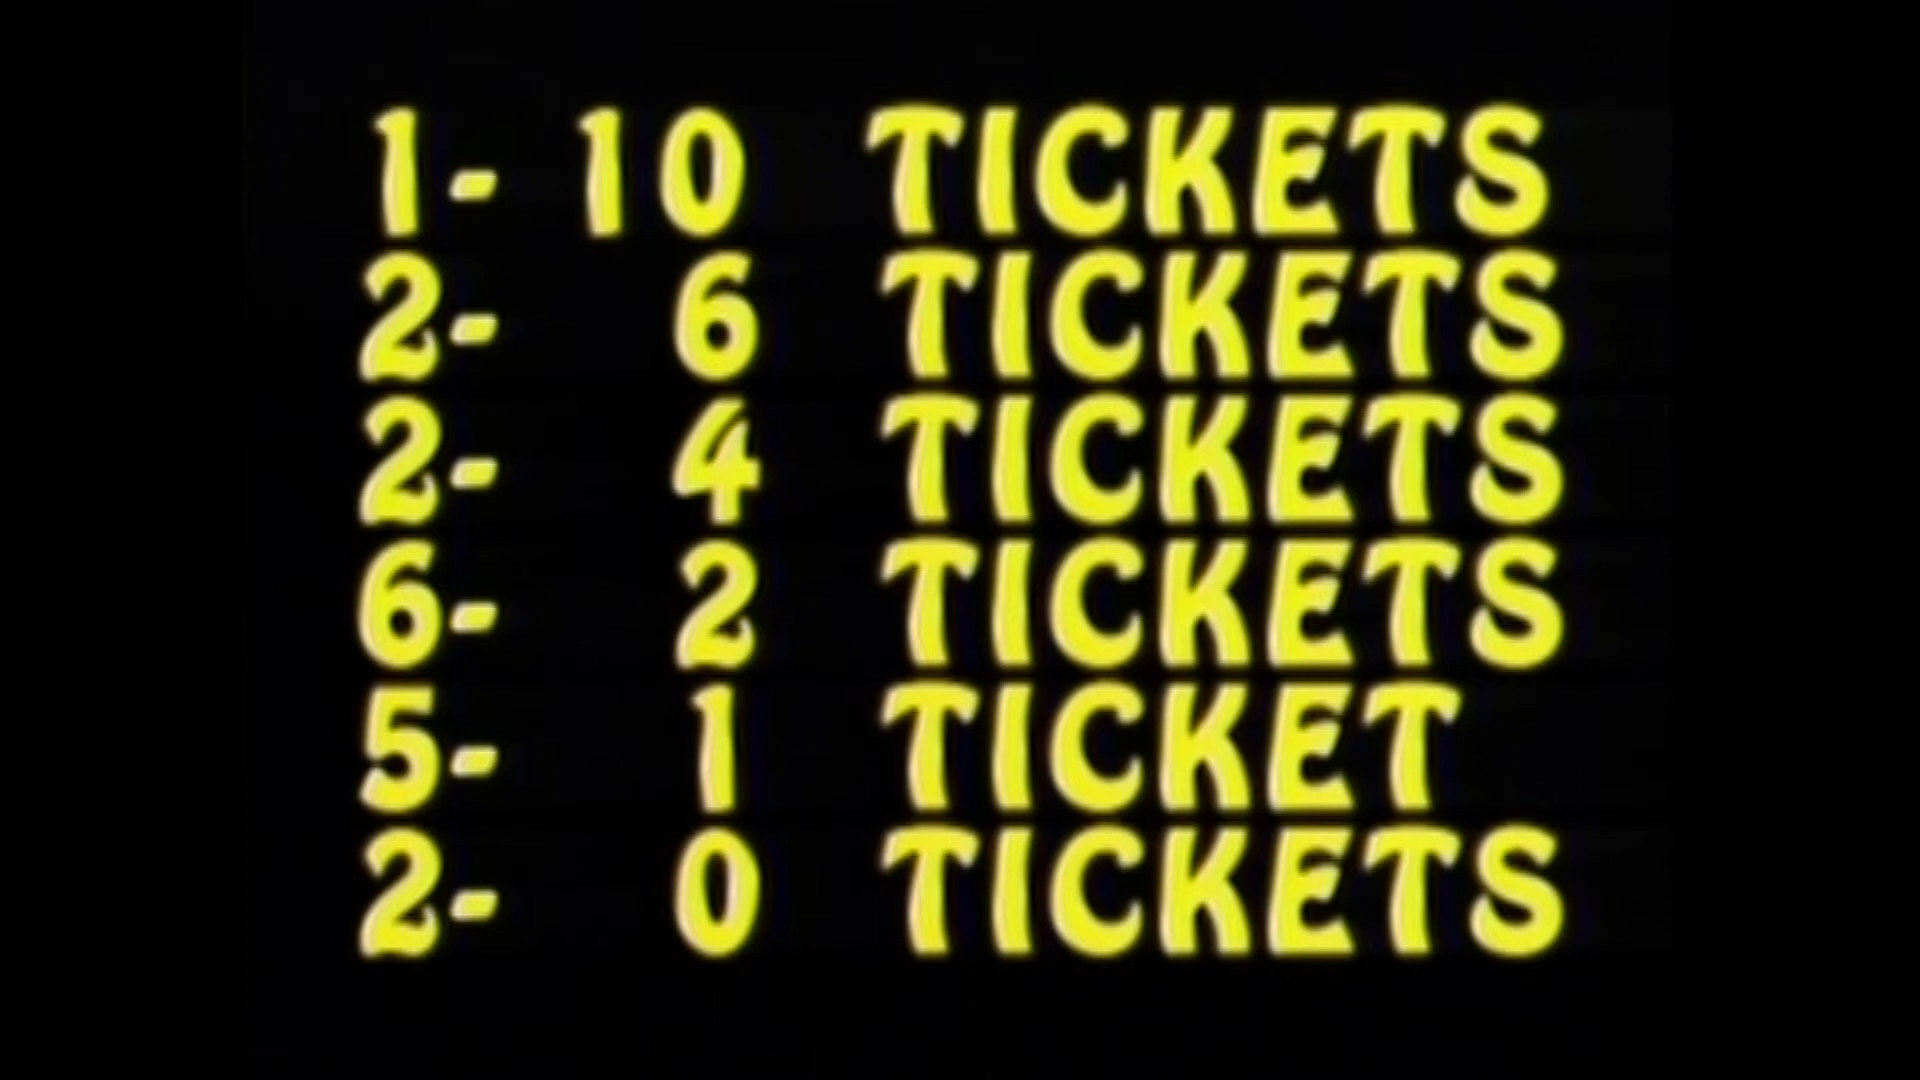 1- 10 TICKETS
2- 6 TICKETS
2- 4 TICKETS
6- 2 TICKETS
5- 1 TICKET
2- 0 TICKETS